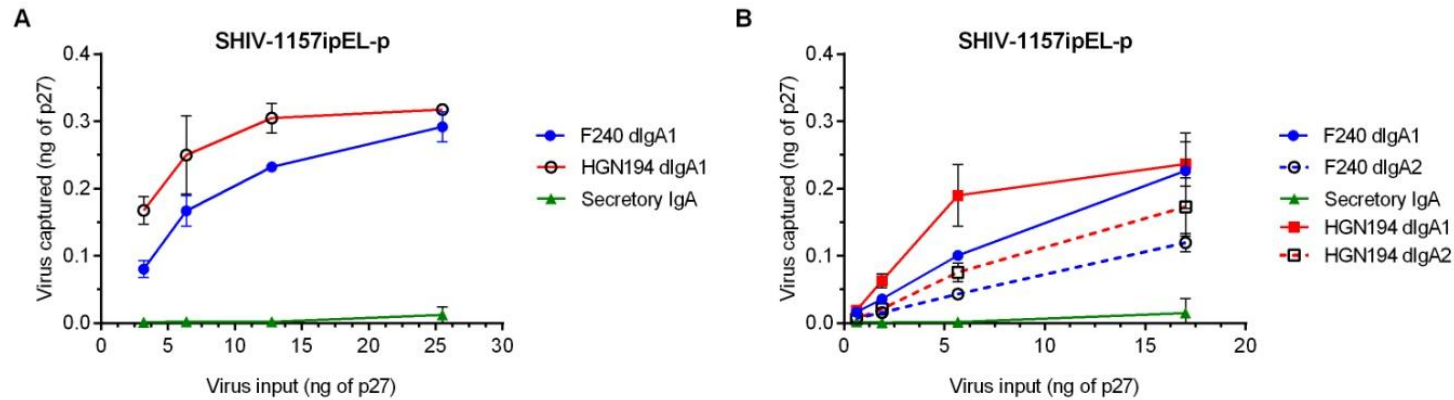 A
SHIV-1157ipEL-p
Virus captured (ng of p27)
0.4
0.3
0.2
0.1
0.0
0 5 10 15 20 25 30
Virus input (ng of p27)
F240 dIgA1
HGN194 dIgA1
Secretory IgA
B
SHIV-1157ipEL-p
Virus captured (ng of p27)
0.4
0.3
0.2
0.1
0.0
0 5 10 15 20
Virus input (ng of p27)
F240 dIgA1
F240 dIgA2
Secretory IgA
HGN194 dIgA1
HGN194 dIgA2